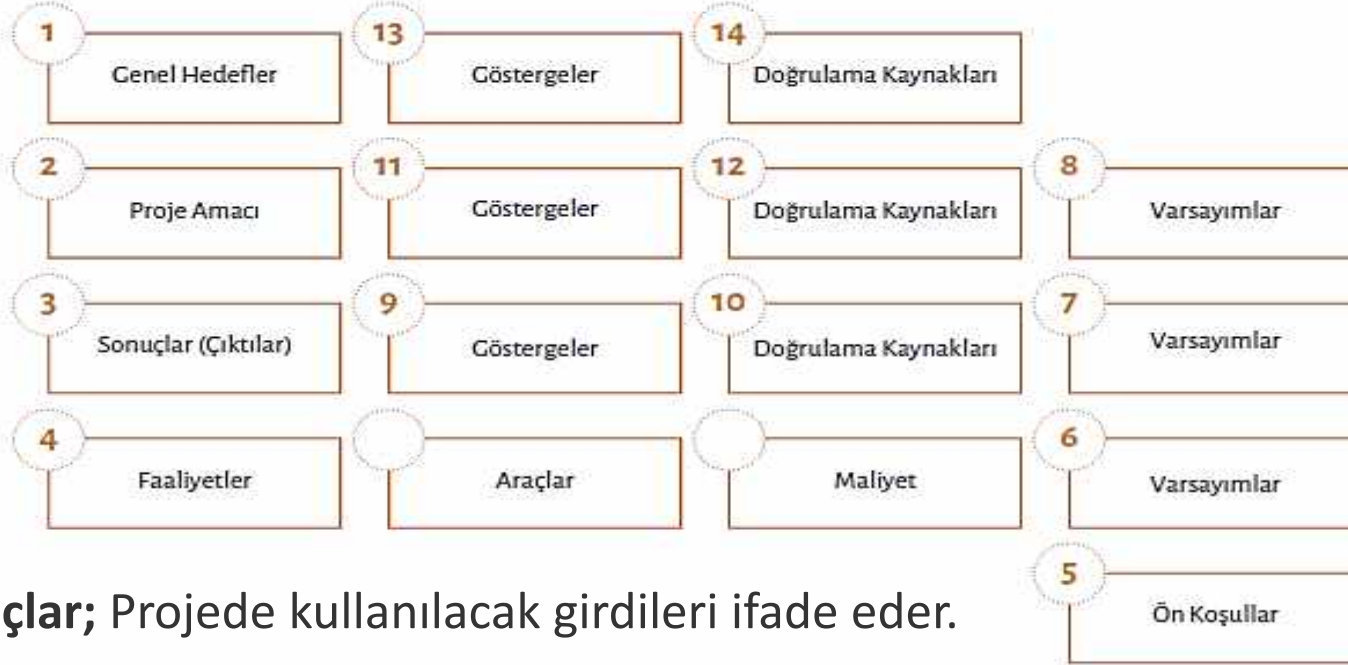 1 13 14
Genel Hedefler Göstergeler Doğrulama Kaynakları
2 11 12 8
Proje Amacı Göstergeler Doğrulama Kaynakları Varsayımlar
3 9 10 7
Sonuçlar (Çıktılar) Göstergeler Doğrulama Kaynakları Varsayımlar
4 6
Faaliyetler Araçlar Maliyet Varsayımlar
5
Ön Koşullar
çlar; Projede kullanılacak girdileri ifade eder.